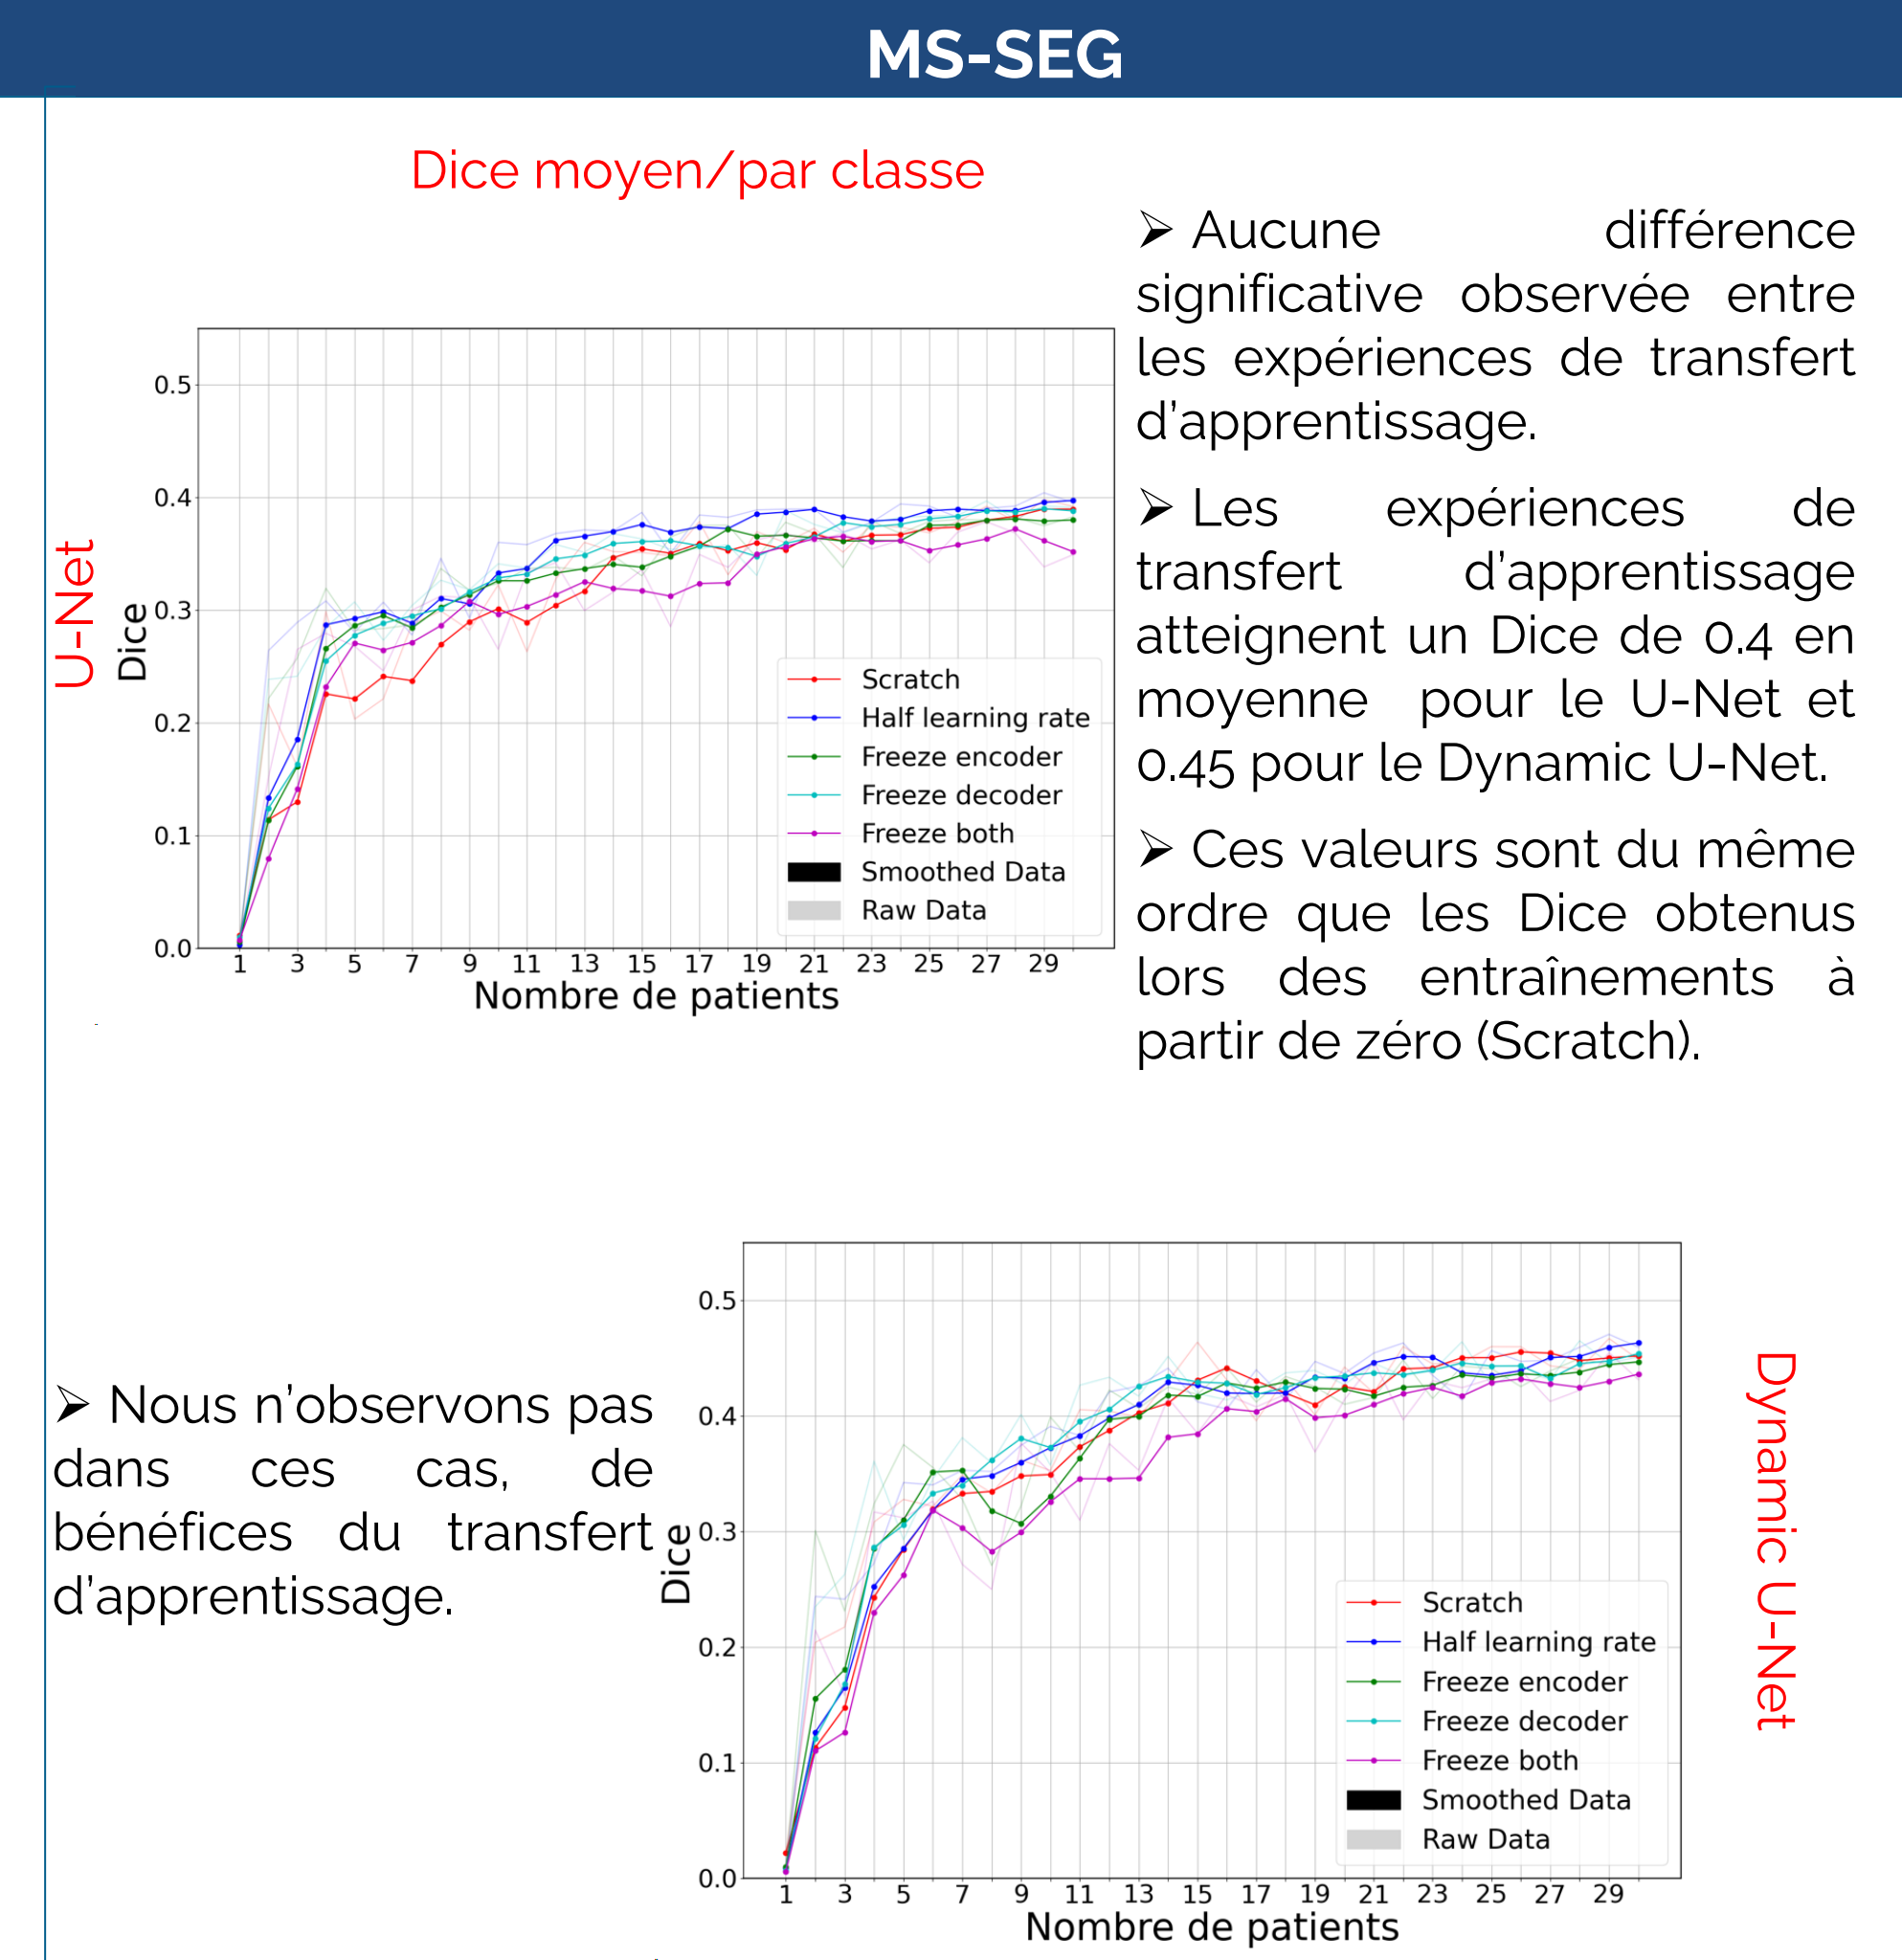 MS-SEG
Dice moyen/par classe
U-Net
Dice
0.5
0.4
0.3
0.2
0.1
0.0
1 3 5 7 9 11 13 15 17 19 21 23 25 27 29
Nombre de patients
Scratch
Half learning rate
Freeze encoder
Freeze decoder
Freeze both
Smoothed Data
Raw Data
➢ Aucune différence
significative observée entre
les expériences de transfert
d’apprentissage.
➢ Les expériences de
transfert d’apprentissage
atteignent un Dice de 0.4 en
moyenne pour le U-Net et
0.45 pour le Dynamic U-Net.
➢ Ces valeurs sont du même
ordre que les Dice obtenus
lors des entraînements à
partir de zéro (Scratch).
➢ Nous n’observons pas
dans ces cas, de
bénéfices du transfert
d’apprentissage.
Dice
0.5
0.4
0.3
0.2
0.1
0.0
1 3 5 7 9 11 13 15 17 19 21 23 25 27 29
Nombre de patients
Scratch
Half learning rate
Freeze encoder
Freeze decoder
Freeze both
Smoothed Data
Raw Data
Dynamic U-Net